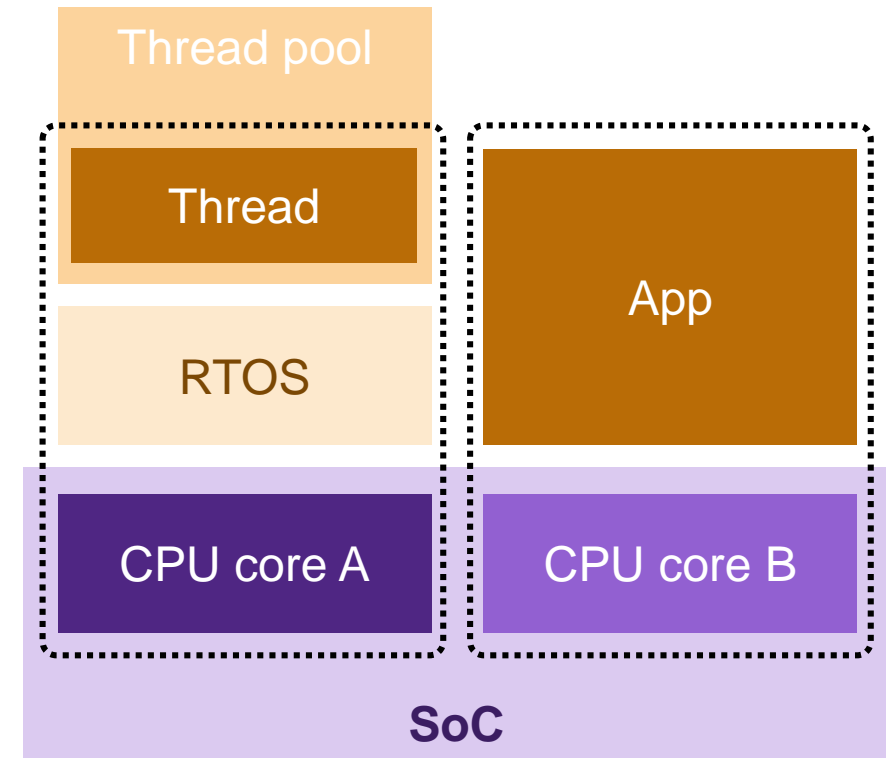 Thread pool
Thread
App
RTOS
CPU core A
CPU core B
SoC